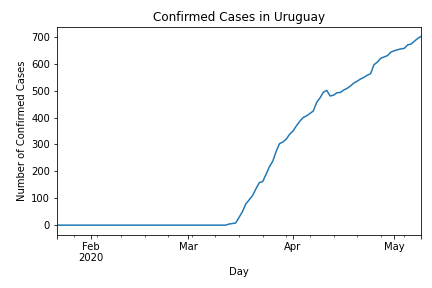 Confirmed Cases in Uruguay
Number of Confirmed Cases
700
600
500
400
300
200
100
0
Feb
2020
Mar
Apr
May
Day